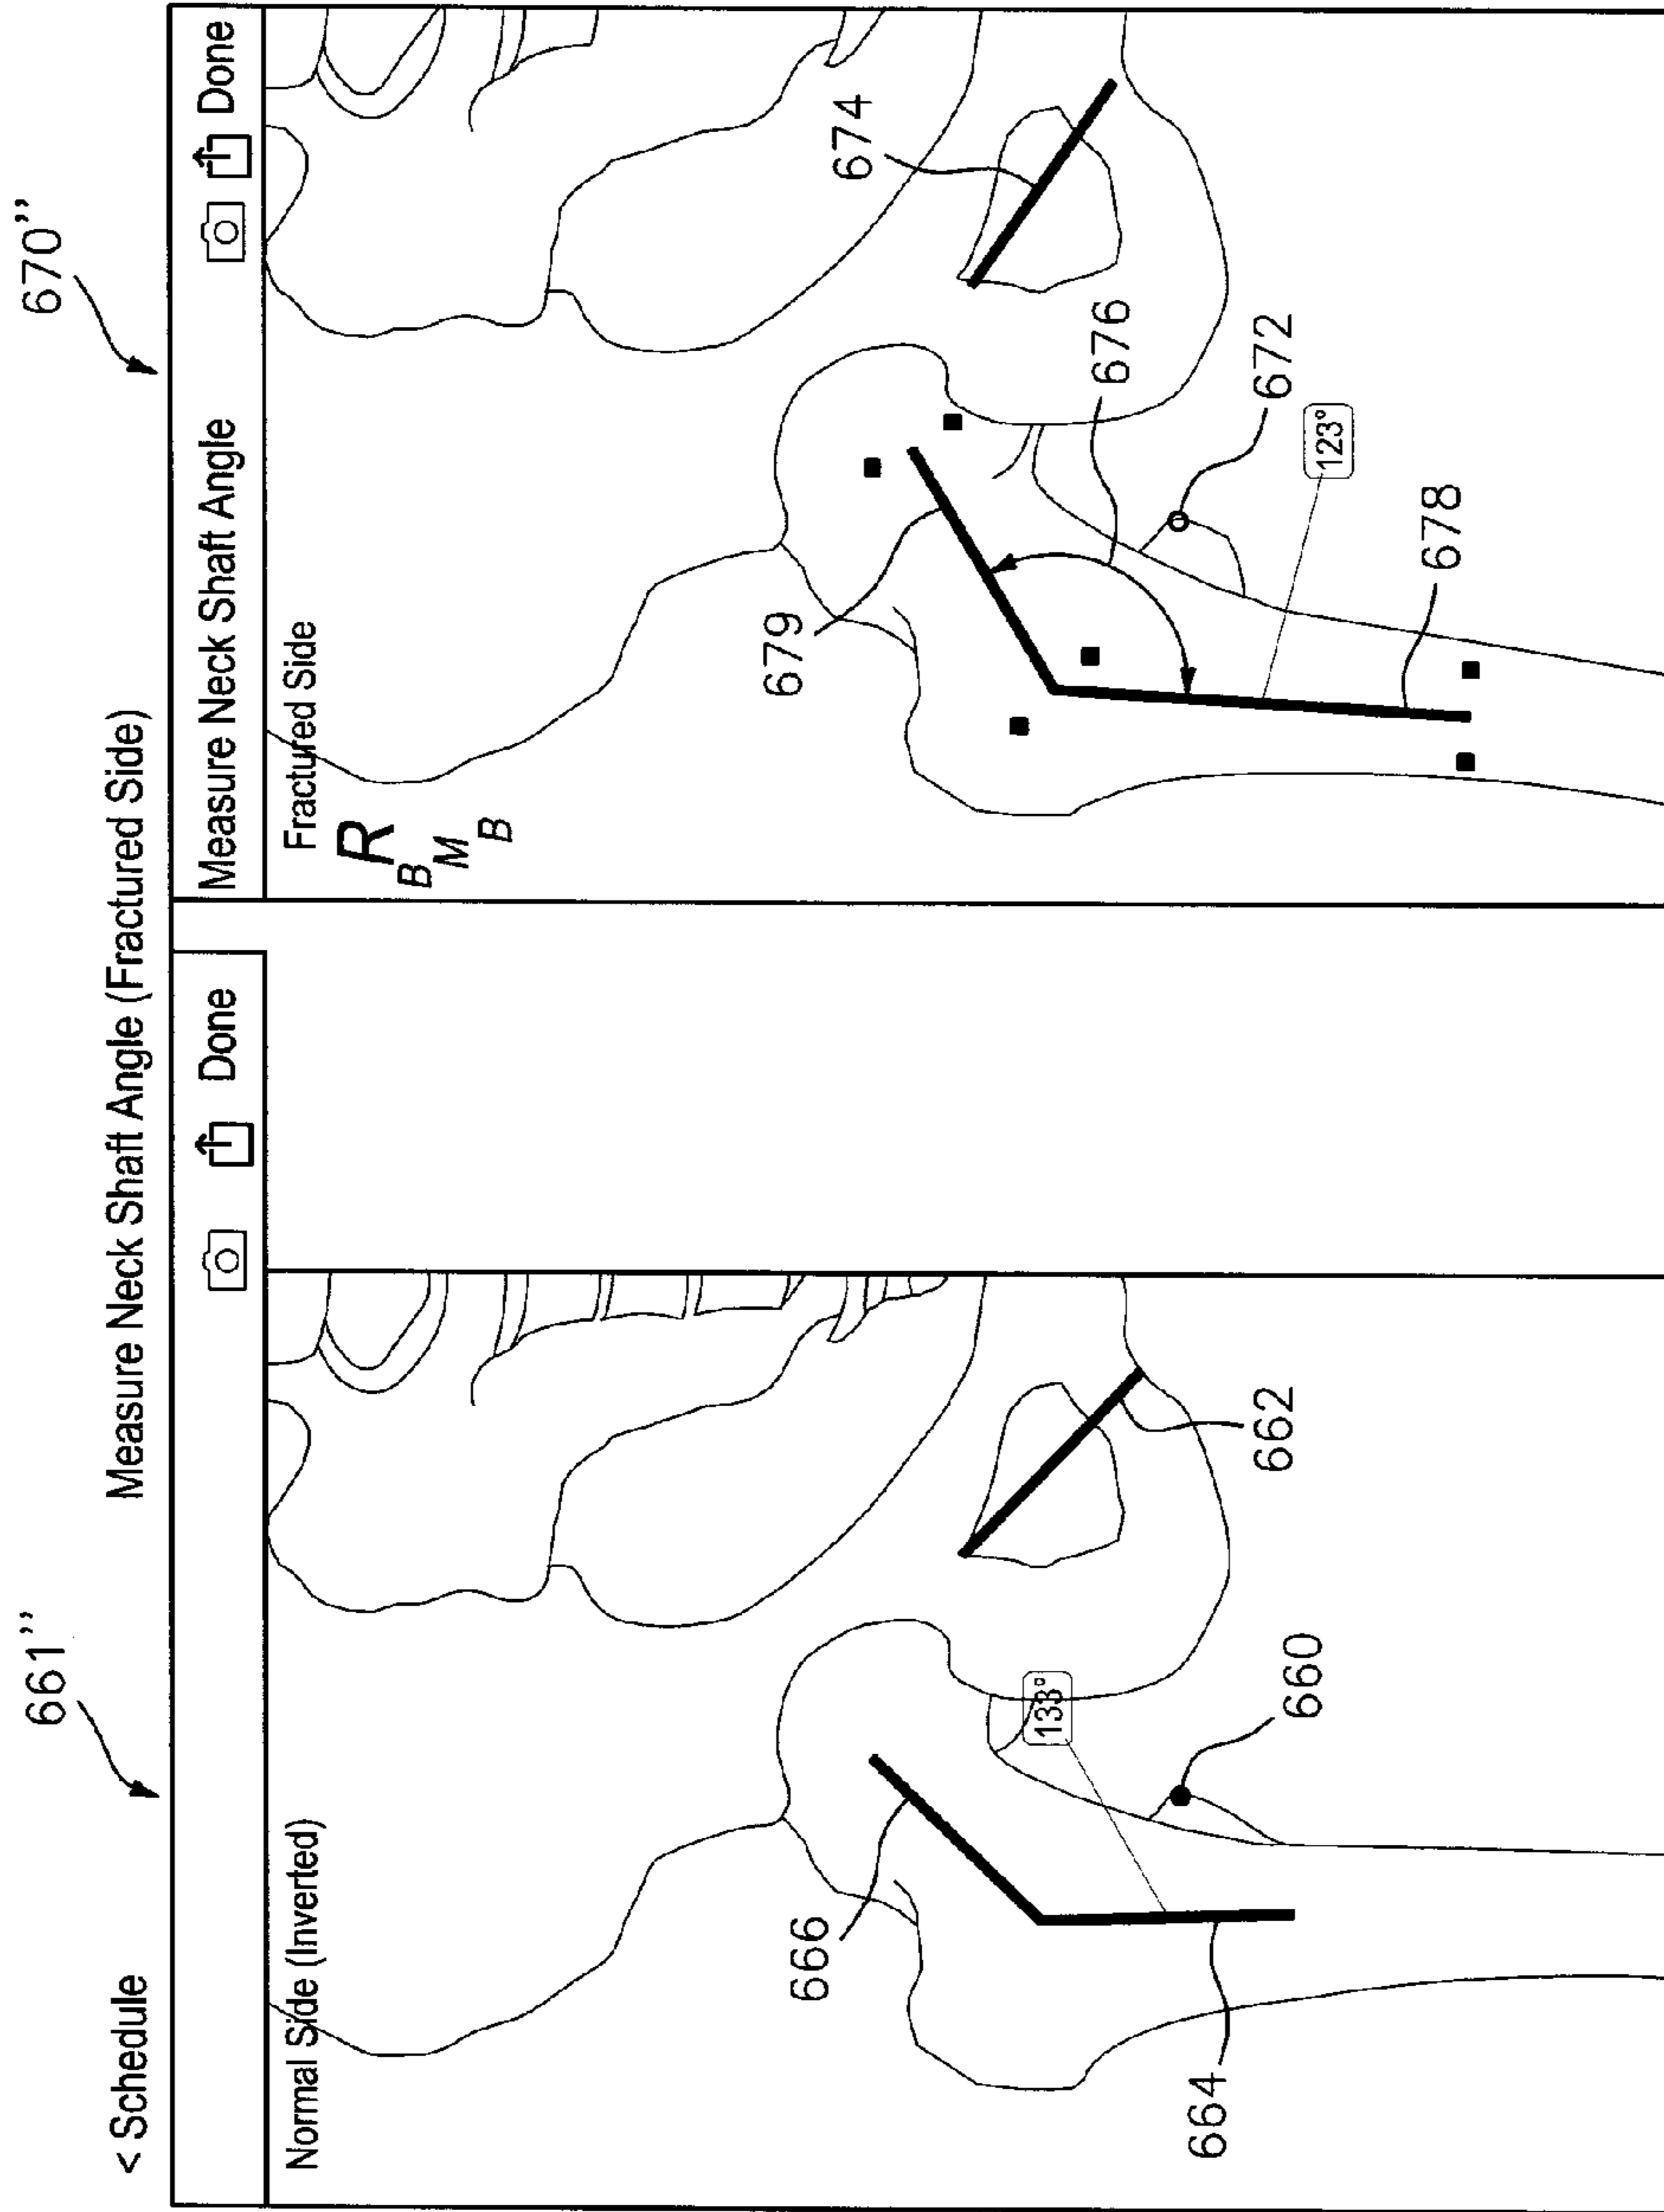 661’’
670’’
< Schedule
Measure Neck Shaft Angle (Fractured Side)
Done
Measure Neck Shaft Angle
Done
Normal Side (Inverted)
Fractured Side
R
B
M
B
666
679
674
133°
662
676
664
660
672
123°
678